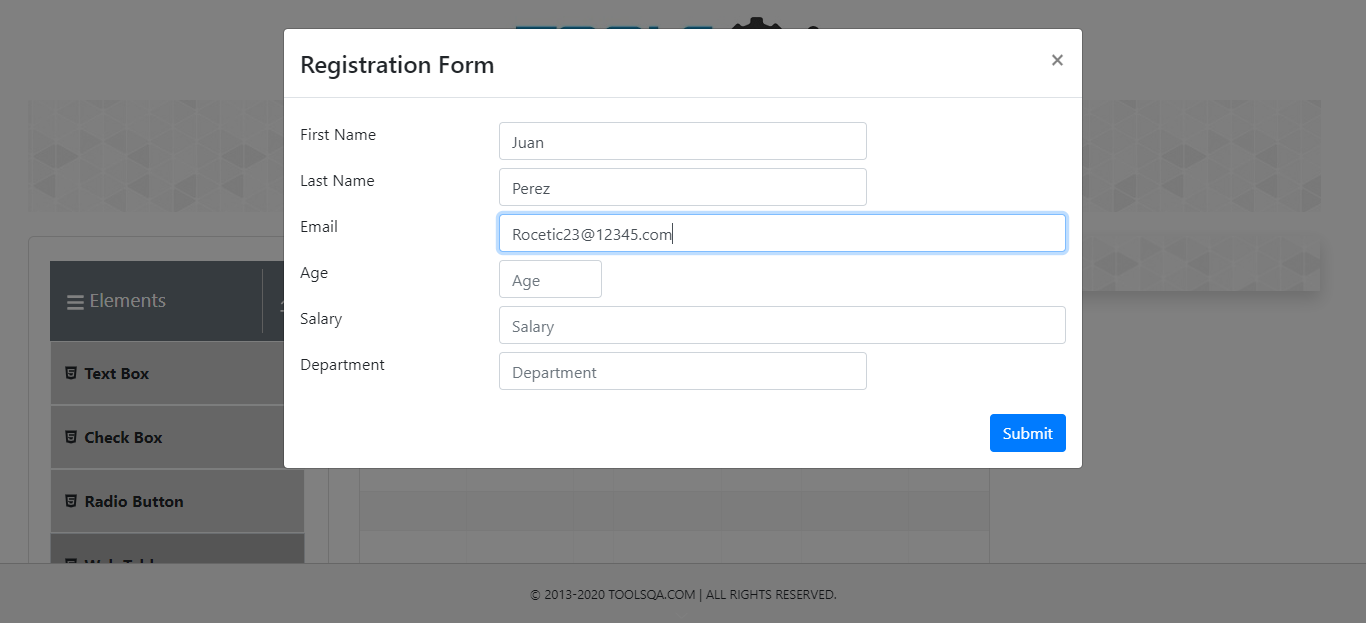 Registration Form ×
First Name Juan
Last Name Perez
Email Rocetic23@12345.com
Age Age
Salary Salary
Department Department
Submit
Elements
Text Box
Check Box
Radio Button
© 2013-2020 TOOLSQA.COM | ALL RIGHTS RESERVED.